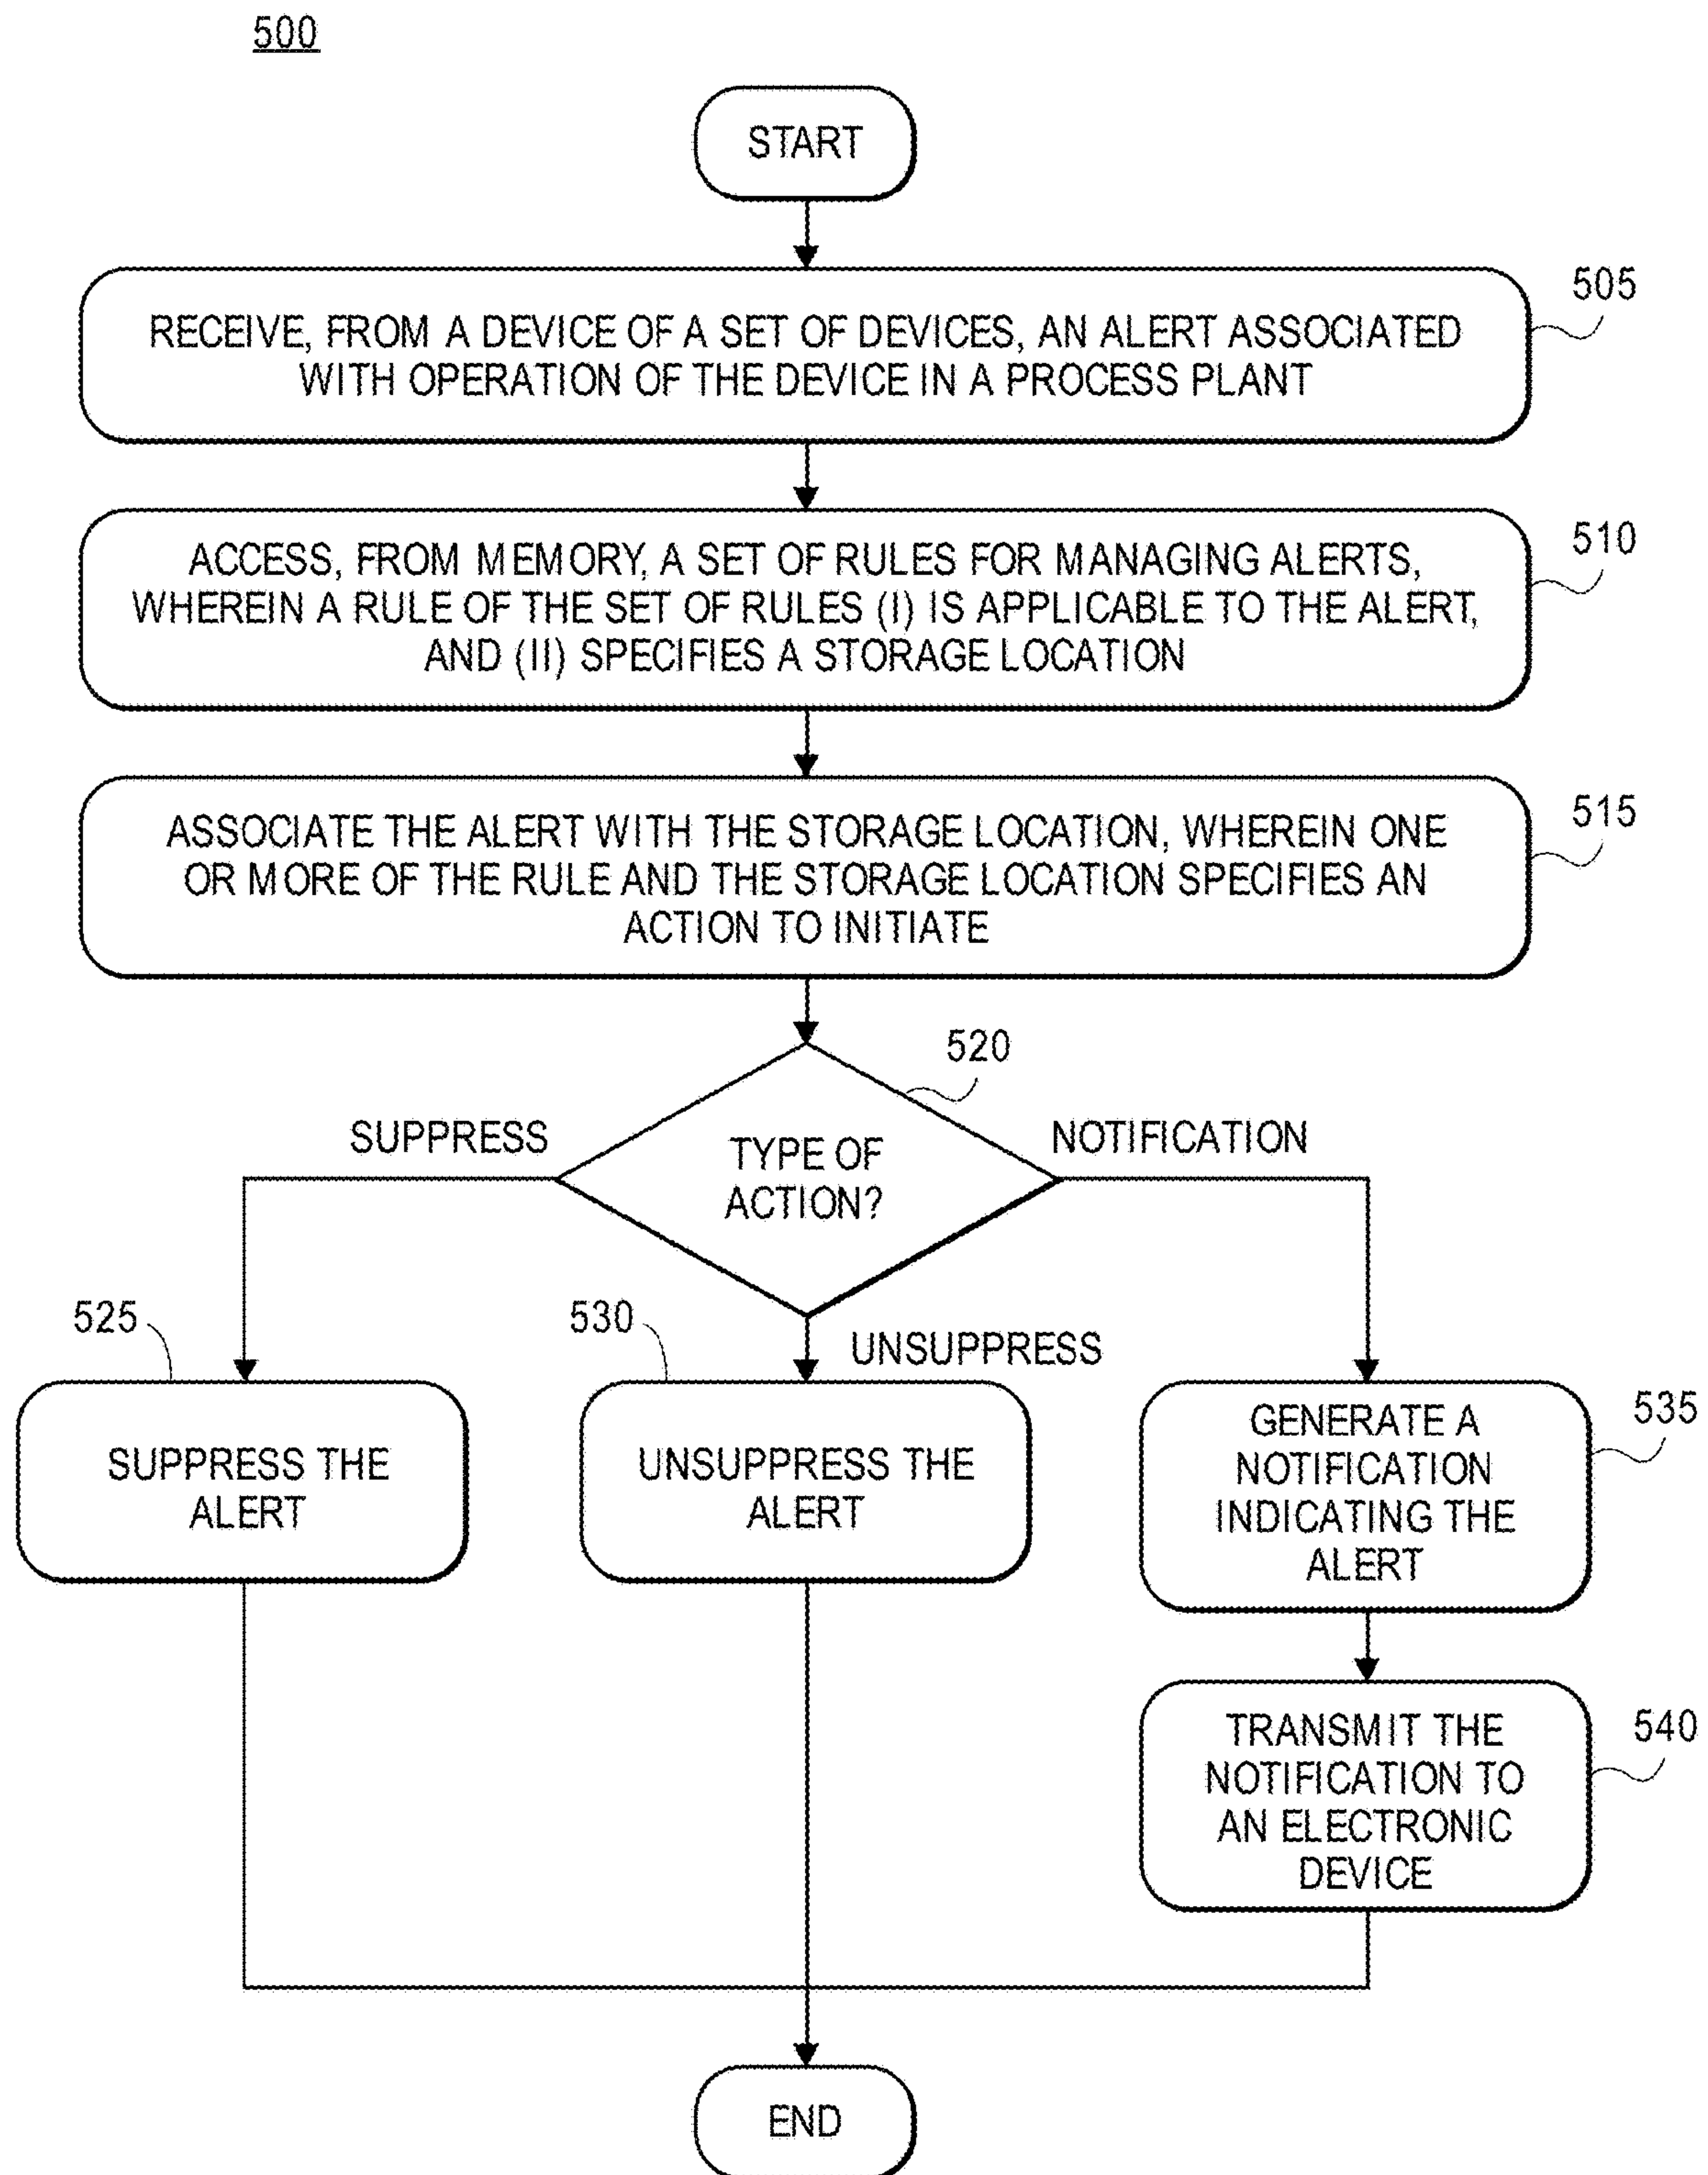 500
START
505
RECEIVE, FROM A DEVICE OF A SET OF DEVICES, AN ALERT ASSOCIATED
WITH OPERATION OF THE DEVICE IN A PROCESS PLANT
510
ACCESS, FROM MEMORY, A SET OF RULES FOR MANAGING ALERTS,
WHEREIN A RULE OF THE SET OF RULES (I) IS APPLICABLE TO THE ALERT,
AND (II) SPECIFIES A STORAGE LOCATION
515
ASSOCIATE THE ALERT WITH THE STORAGE LOCATION, WHEREIN ONE
OR MORE OF THE RULE AND THE STORAGE LOCATION SPECIFIES AN
ACTION TO INITIATE
520
SUPPRESS
TYPE OF
ACTION?
NOTIFICATION
525
530
UNSUPPRESS
SUPPRESS THE
ALERT
UNSUPPRESS THE
ALERT
535
GENERATE A
NOTIFICATION
INDICATING THE
ALERT
540
TRANSMIT THE
NOTIFICATION TO
AN ELECTRONIC
DEVICE
END